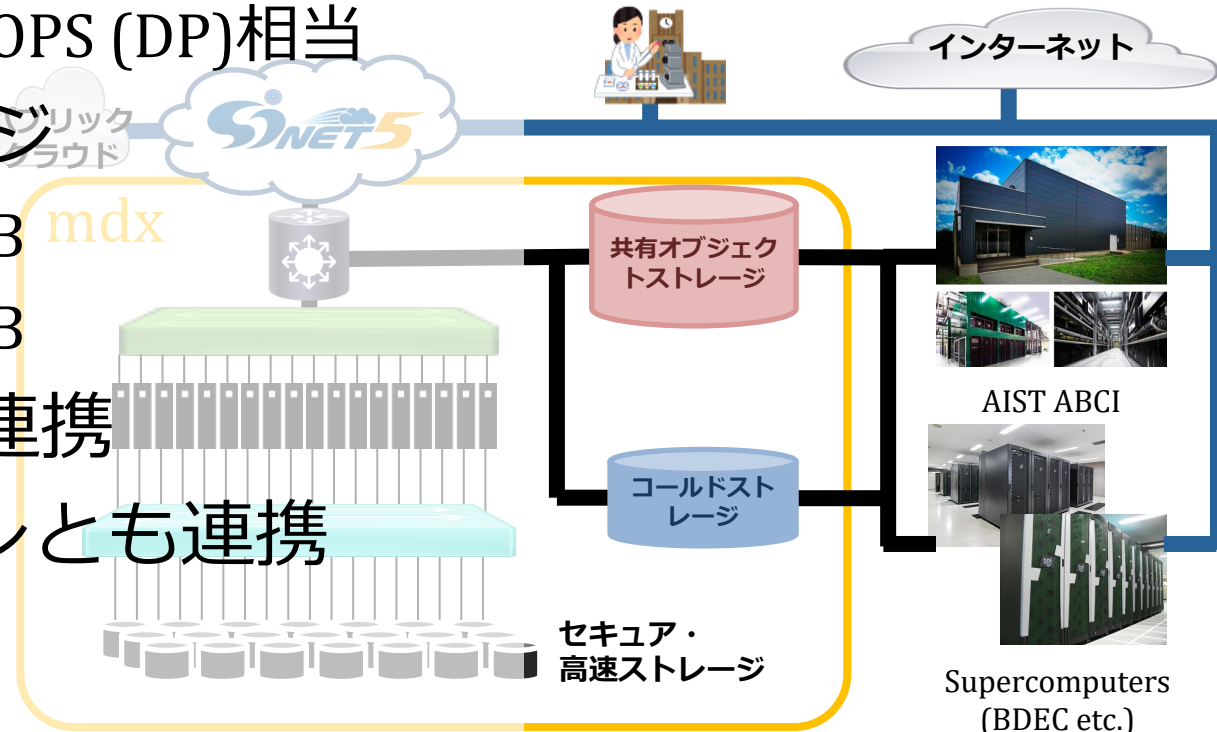 OPS (DP)相当
インターネット
パブリック
クラウド
SINET5
ジ
B
mdx
B
共有オブジェク
トストレージ
連携
AIST ABCI
コールドスト
レージ
ンとも連携
セキュア・
高速ストレージ
Supercomputers
(BDEC etc.)